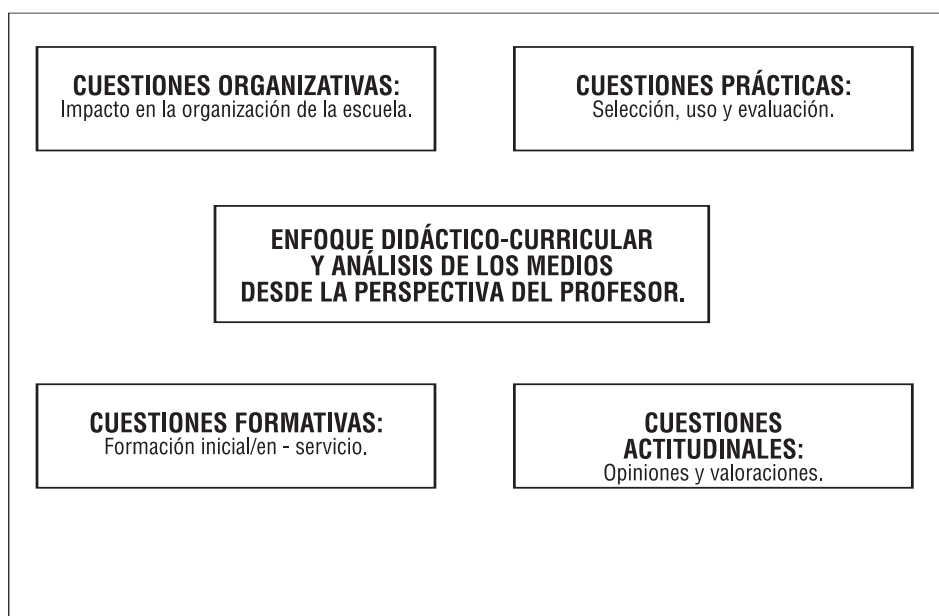 CUESTIONES ORGANIZATIVAS:
Impacto en la organización de la escuela.
CUESTIONES PRÁCTICAS:
Selección, uso y evaluación.
ENFOQUE DIDÁCTICO-CURRICULAR
Y ANÁLISIS DE LOS MEDIOS
DESDE LA PERSPECTIVA DEL PROFESOR.
CUESTIONES FORMATIVAS:
Formación inicial/en - servicio.
CUESTIONES
ACTITUDINALES:
Opiniones y valoraciones.